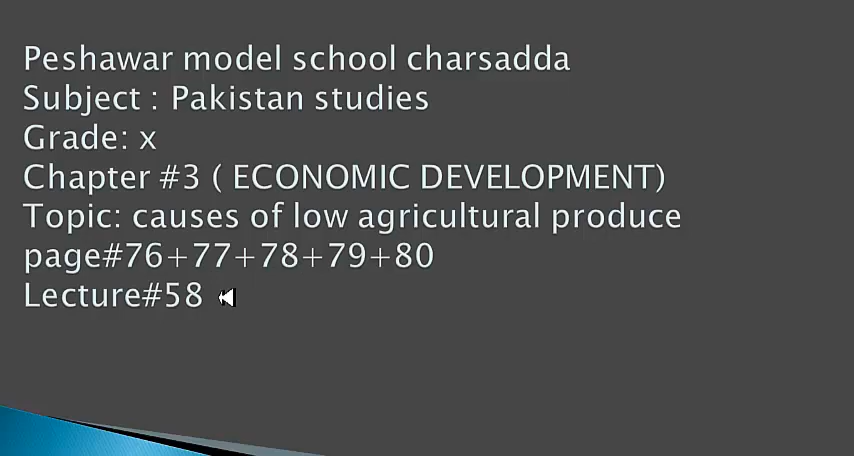 Peshawar model school charsadda
Subject : Pakistan studies
Grade: x
Chapter #3 ( ECONOMIC DEVELOPMENT)
Topic: causes of low agricultural produce
page#76+77+78+79+80
Lecture#58